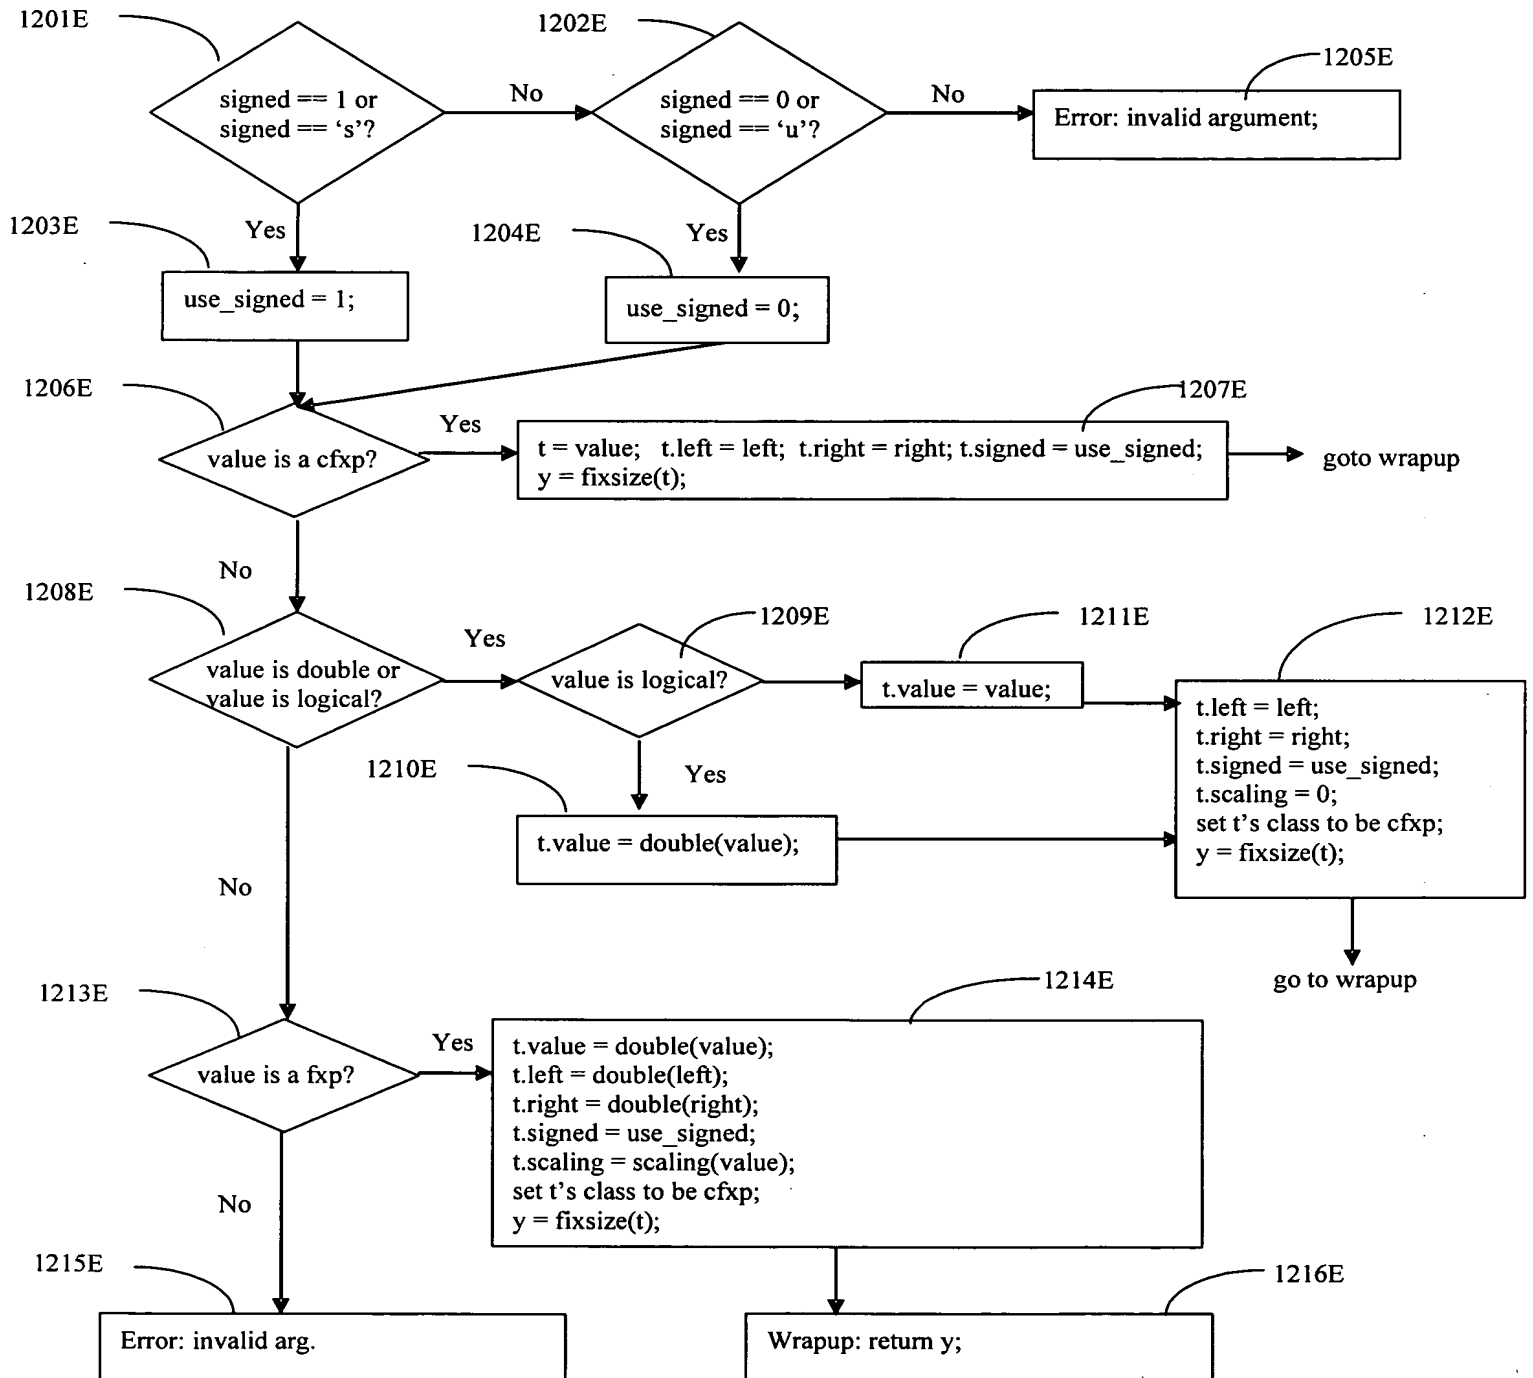 1201E
1202E
1205E
signed == 1 or
signed == ‘s’?
No
signed == 0 or
signed == ‘u’?
No
Error: invalid argument;
1203E
Yes
1204E
Yes
use_signed = 1;
use_signed = 0;
1206E
1207E
value is a cfxp?
Yes
t = value; t.left = left; t.right = right; t.signed = use_signed;
y = fixsize(t);
goto wrapup
No
1208E
1209E
1211E
1212E
value is double or
value is logical?
Yes
value is logical?
t.value = value;
t.left = left;
t.right = right;
t.signed = use_signed;
t.scaling = 0;
set t’s class to be cfxp;
y = fixsize(t);
1210E
Yes
t.value = double(value);
No
go to wrapup
1213E
1214E
value is a fxp?
Yes
t.value = double(value);
t.left = double(left);
t.right = double(right);
t.signed = use_signed;
t.scaling = scaling(value);
set t’s class to be cfxp;
y = fixsize(t);
No
1215E
1216E
Error: invalid arg.
Wrapup: return y;